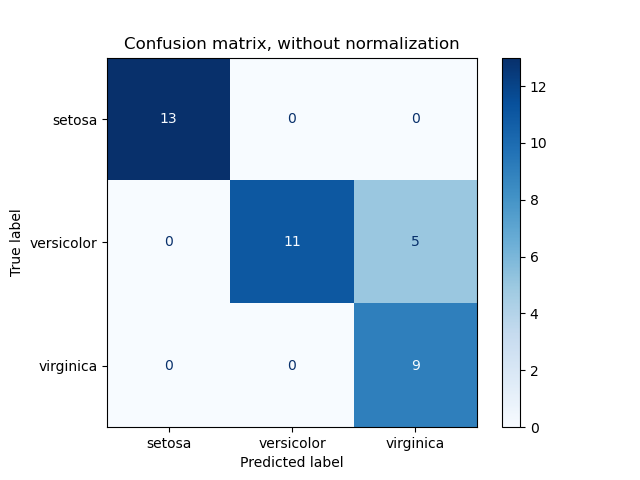 Confusion matrix, without normalization
setosa 13 0 0
versicolor 0 11 5
virginica 0 0 9
setosa versicolor virginica
Predicted label
True label
12
10
8
6
4
2
0